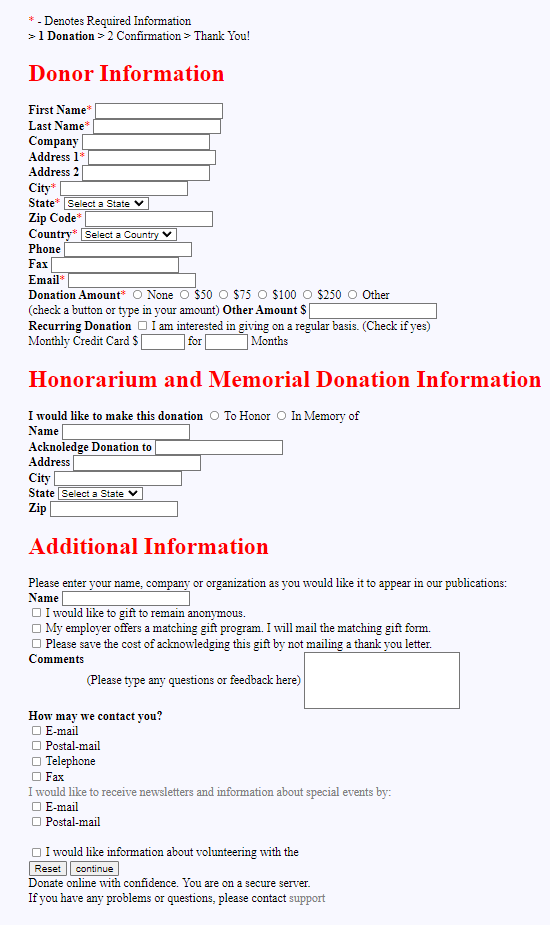 * - Denotes Required Information
> 1 Donation > 2 Confirmation > Thank You!
Donor Information
First Name*
Last Name*
Company
Address 1*
Address 2
City*
State* Select a State
Zip Code*
Country* Select a Country
Phone
Fax
Email*
Donation Amount* None $50 $75 $100 $250 Other
(check a button or type in your amount) Other Amount $
Recurring Donation I am interested in giving on a regular basis. (Check if yes)
Monthly Credit Card $ for Months
Honorarium and Memorial Donation Information
I would like to make this donation To Honor In Memory of
Name
Acknoledge Donation to
Address
City
State Select a State
Zip
Additional Information
Please enter your name, company or organization as you would like it to appear in our publications:
Name
I would like to gift to remain anonymous.
My employer offers a matching gift program. I will mail the matching gift form.
Please save the cost of acknowledging this gift by not mailing a thank you letter.
Comments
(Please type any questions or feedback here)
How may we contact you?
E-mail
Postal-mail
Telephone
Fax
I would like to receive newsletters and information about special events by:
E-mail
Postal-mail
I would like information about volunteering with the
Reset continue
Donate online with confidence. You are on a secure server.
If you have any problems or questions, please contact support